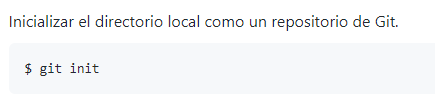 Inicializar el directorio local como un repositorio de Git.
$ git init